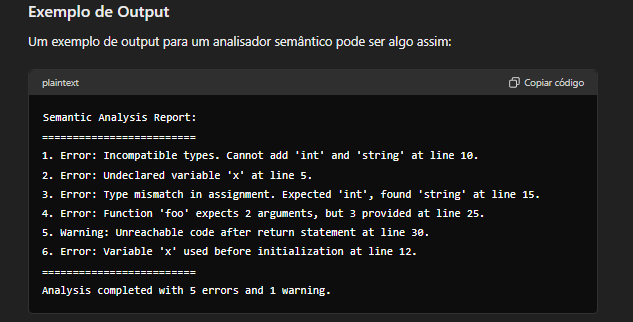 Exemplo de Output
Um exemplo de output para um analisador semântico pode ser algo assim:
plaintext
Copiar código
Semantic Analysis Report:
=========================
1. Error: Incompatible types. Cannot add 'int' and 'string' at line 10.
2. Error: Undeclared variable 'x' at line 5.
3. Error: Type mismatch in assignment. Expected 'int', found 'string' at line 15.
4. Error: Function 'foo' expects 2 arguments, but 3 provided at line 25.
5. Warning: Unreachable code after return statement at line 30.
6. Error: Variable 'x' used before initialization at line 12.
=========================
Analysis completed with 5 errors and 1 warning.